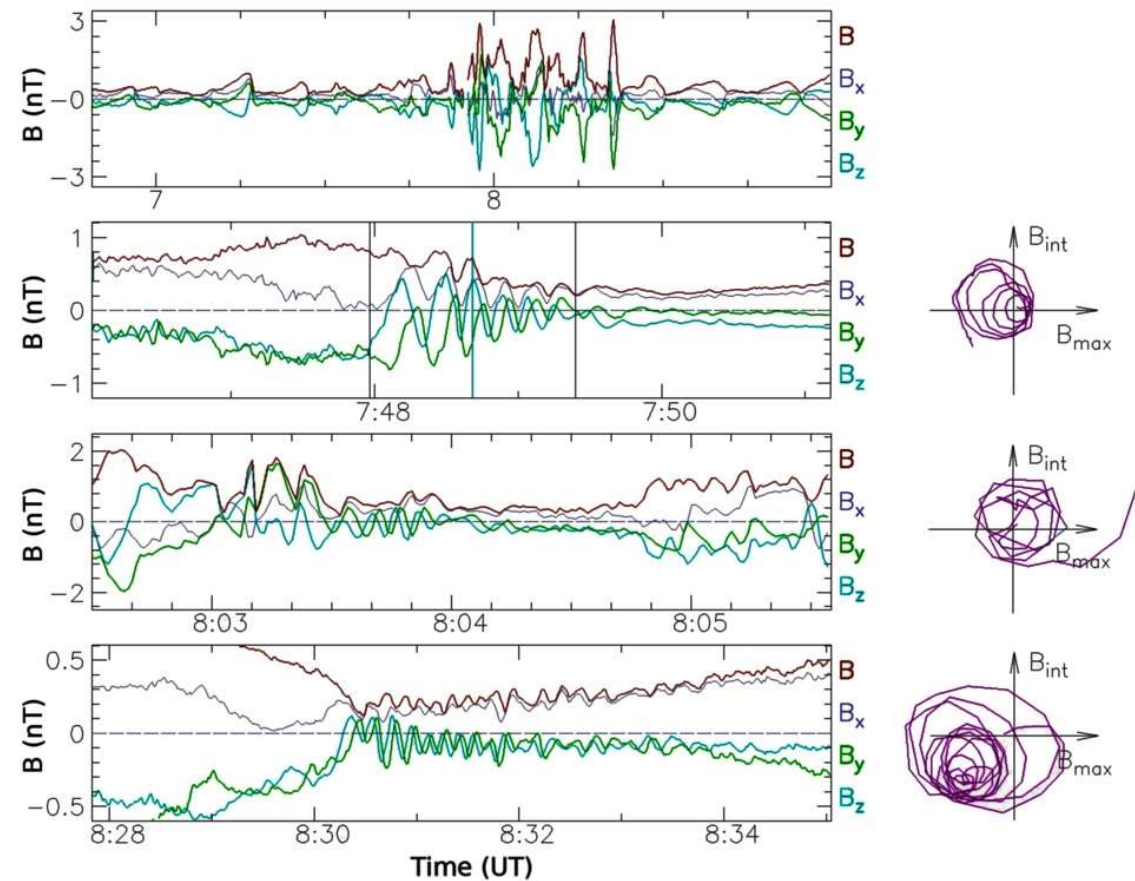 3
-0
-3
B (nT)
7
8
B
Bx
By
Bz
1
0
-1
B (nT)
7:48
7:50
B
Bx
By
Bz
Bint
Bmax
2
0
-2
B (nT)
8:03
8:04
8:05
B
Bx
By
Bz
Bint
Bmax
0.5
0
-0.5
B (nT)
8:28
8:30
8:32
8:34
B
Bx
By
Bz
Bint
Bmax
Time (UT)